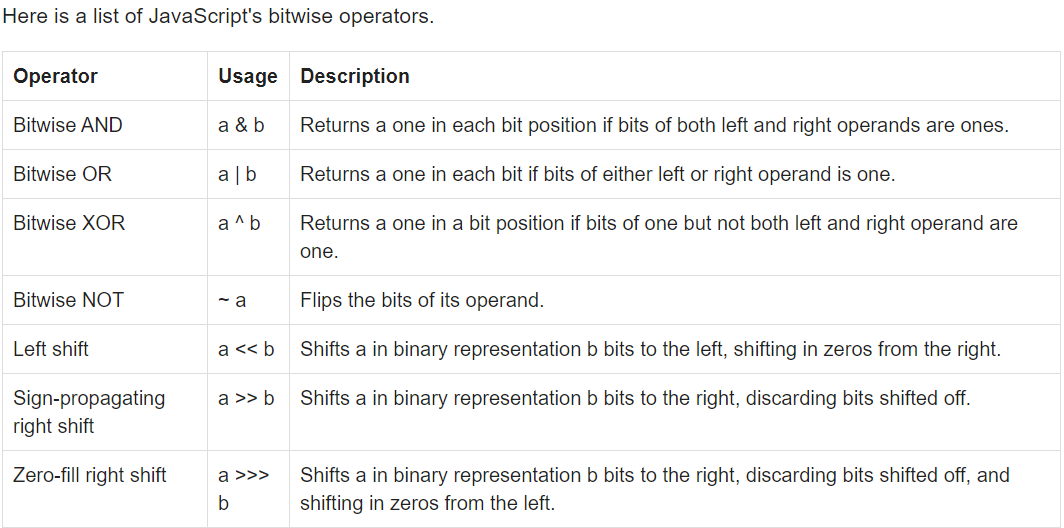 Here is a list of JavaScript's bitwise operators.
Operator Usage Description
Bitwise AND a & b Returns a one in each bit position if bits of both left and right operands are ones.
Bitwise OR a | b Returns a one in each bit if bits of either left or right operand is one.
Bitwise XOR a ^ b Returns a one in a bit position if bits of one but not both left and right operand are
one.
Bitwise NOT ~ a Flips the bits of its operand.
Left shift a << b Shifts a in binary representation b bits to the left, shifting in zeros from the right.
Sign-propagating a >> b Shifts a in binary representation b bits to the right, discarding bits shifted off.
right shift
Zero-fill right shift a >>> Shifts a in binary representation b bits to the right, discarding bits shifted off, and
b shifting in zeros from the left.